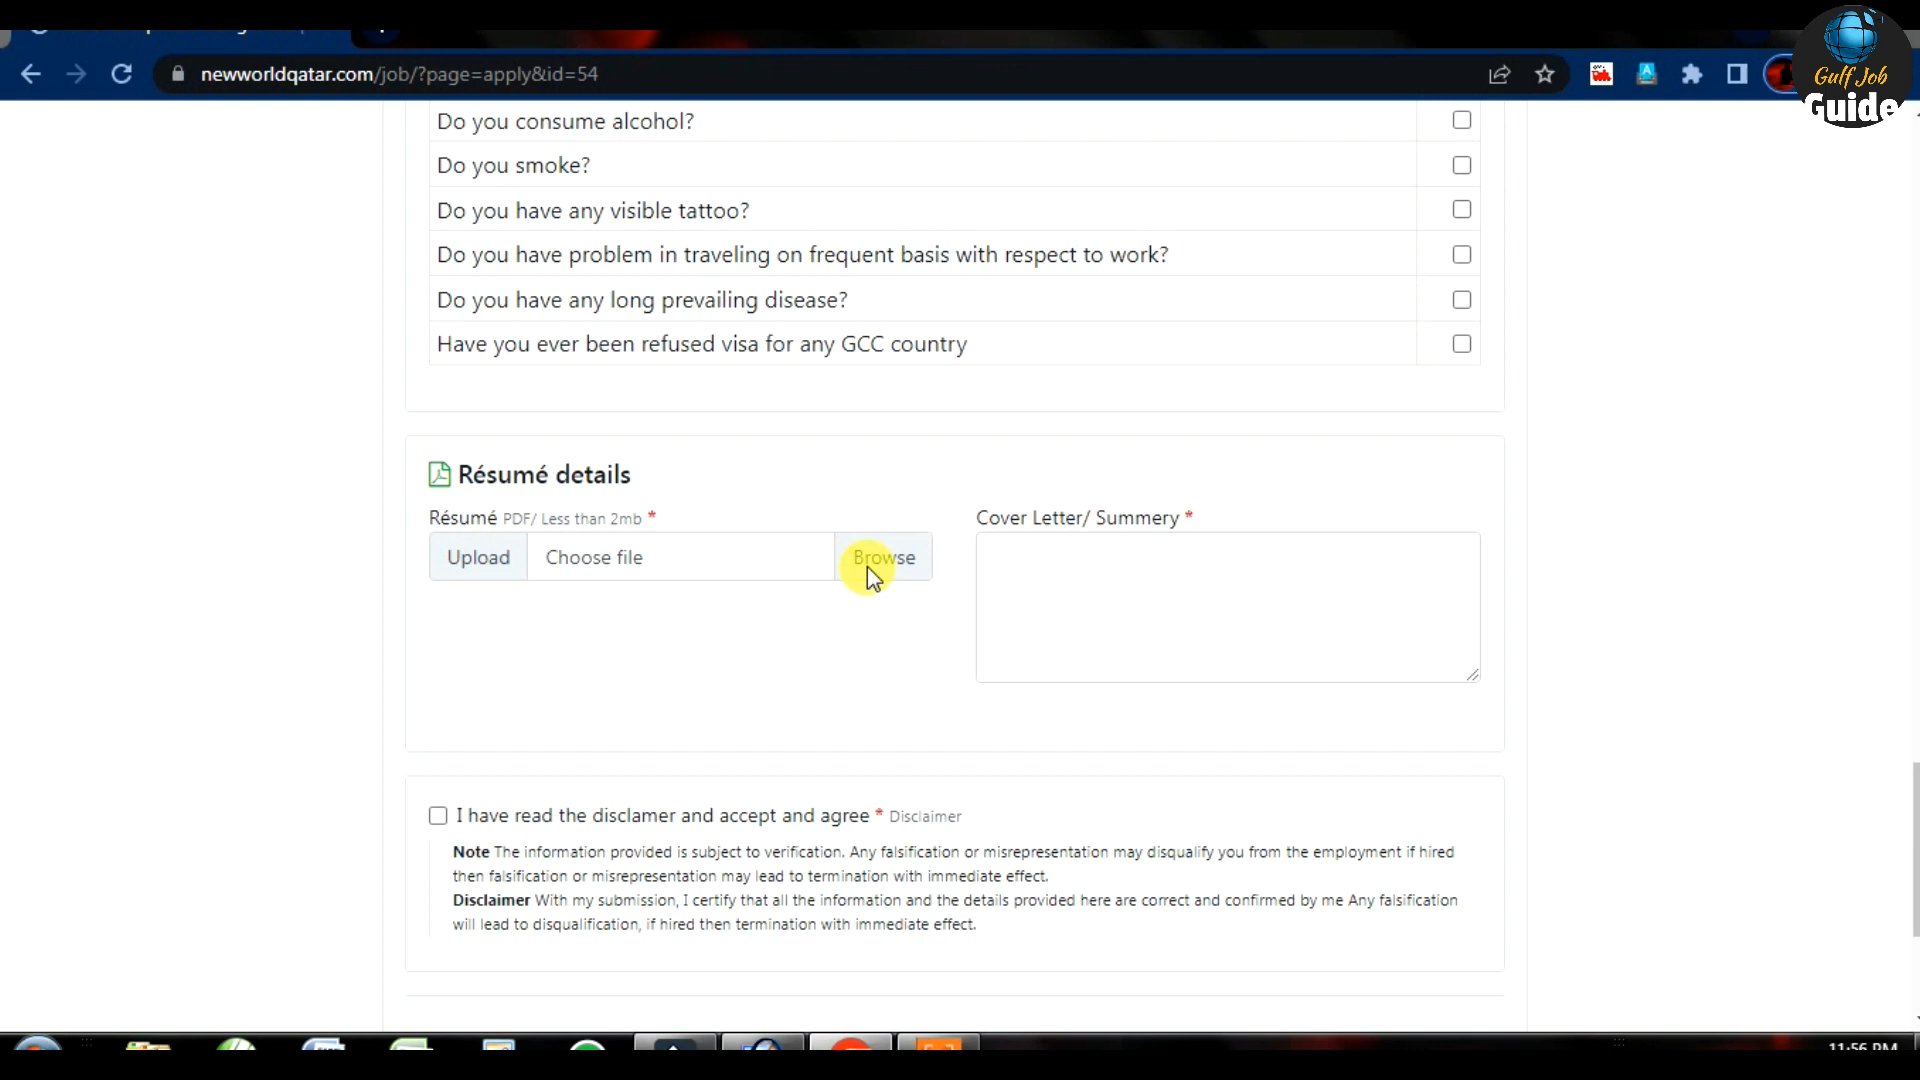 newworldqatar.com/job/?page=apply&id=54
Gulf Job
Guide
Do you consume alcohol?
Do you smoke?
Do you have any visible tattoo?
Do you have problem in traveling on frequent basis with respect to work?
Do you have any long prevailing disease?
Have you ever been refused visa for any GCC country
Résumé details
Résumé PDF/ Less than 2mb *
Upload Choose file Browse
Cover Letter/ Summery *
I have read the disclamer and accept and agree * Disclaimer
Note The information provided is subject to verification. Any falsification or misrepresentation may disqualify you from the employment if hired
then falsification or misrepresentation may lead to termination with immediate effect.
Disclaimer With my submission, I certify that all the information and the details provided here are correct and confirmed by me Any falsification
will lead to disqualification, if hired then termination with immediate effect.
11:56 PM